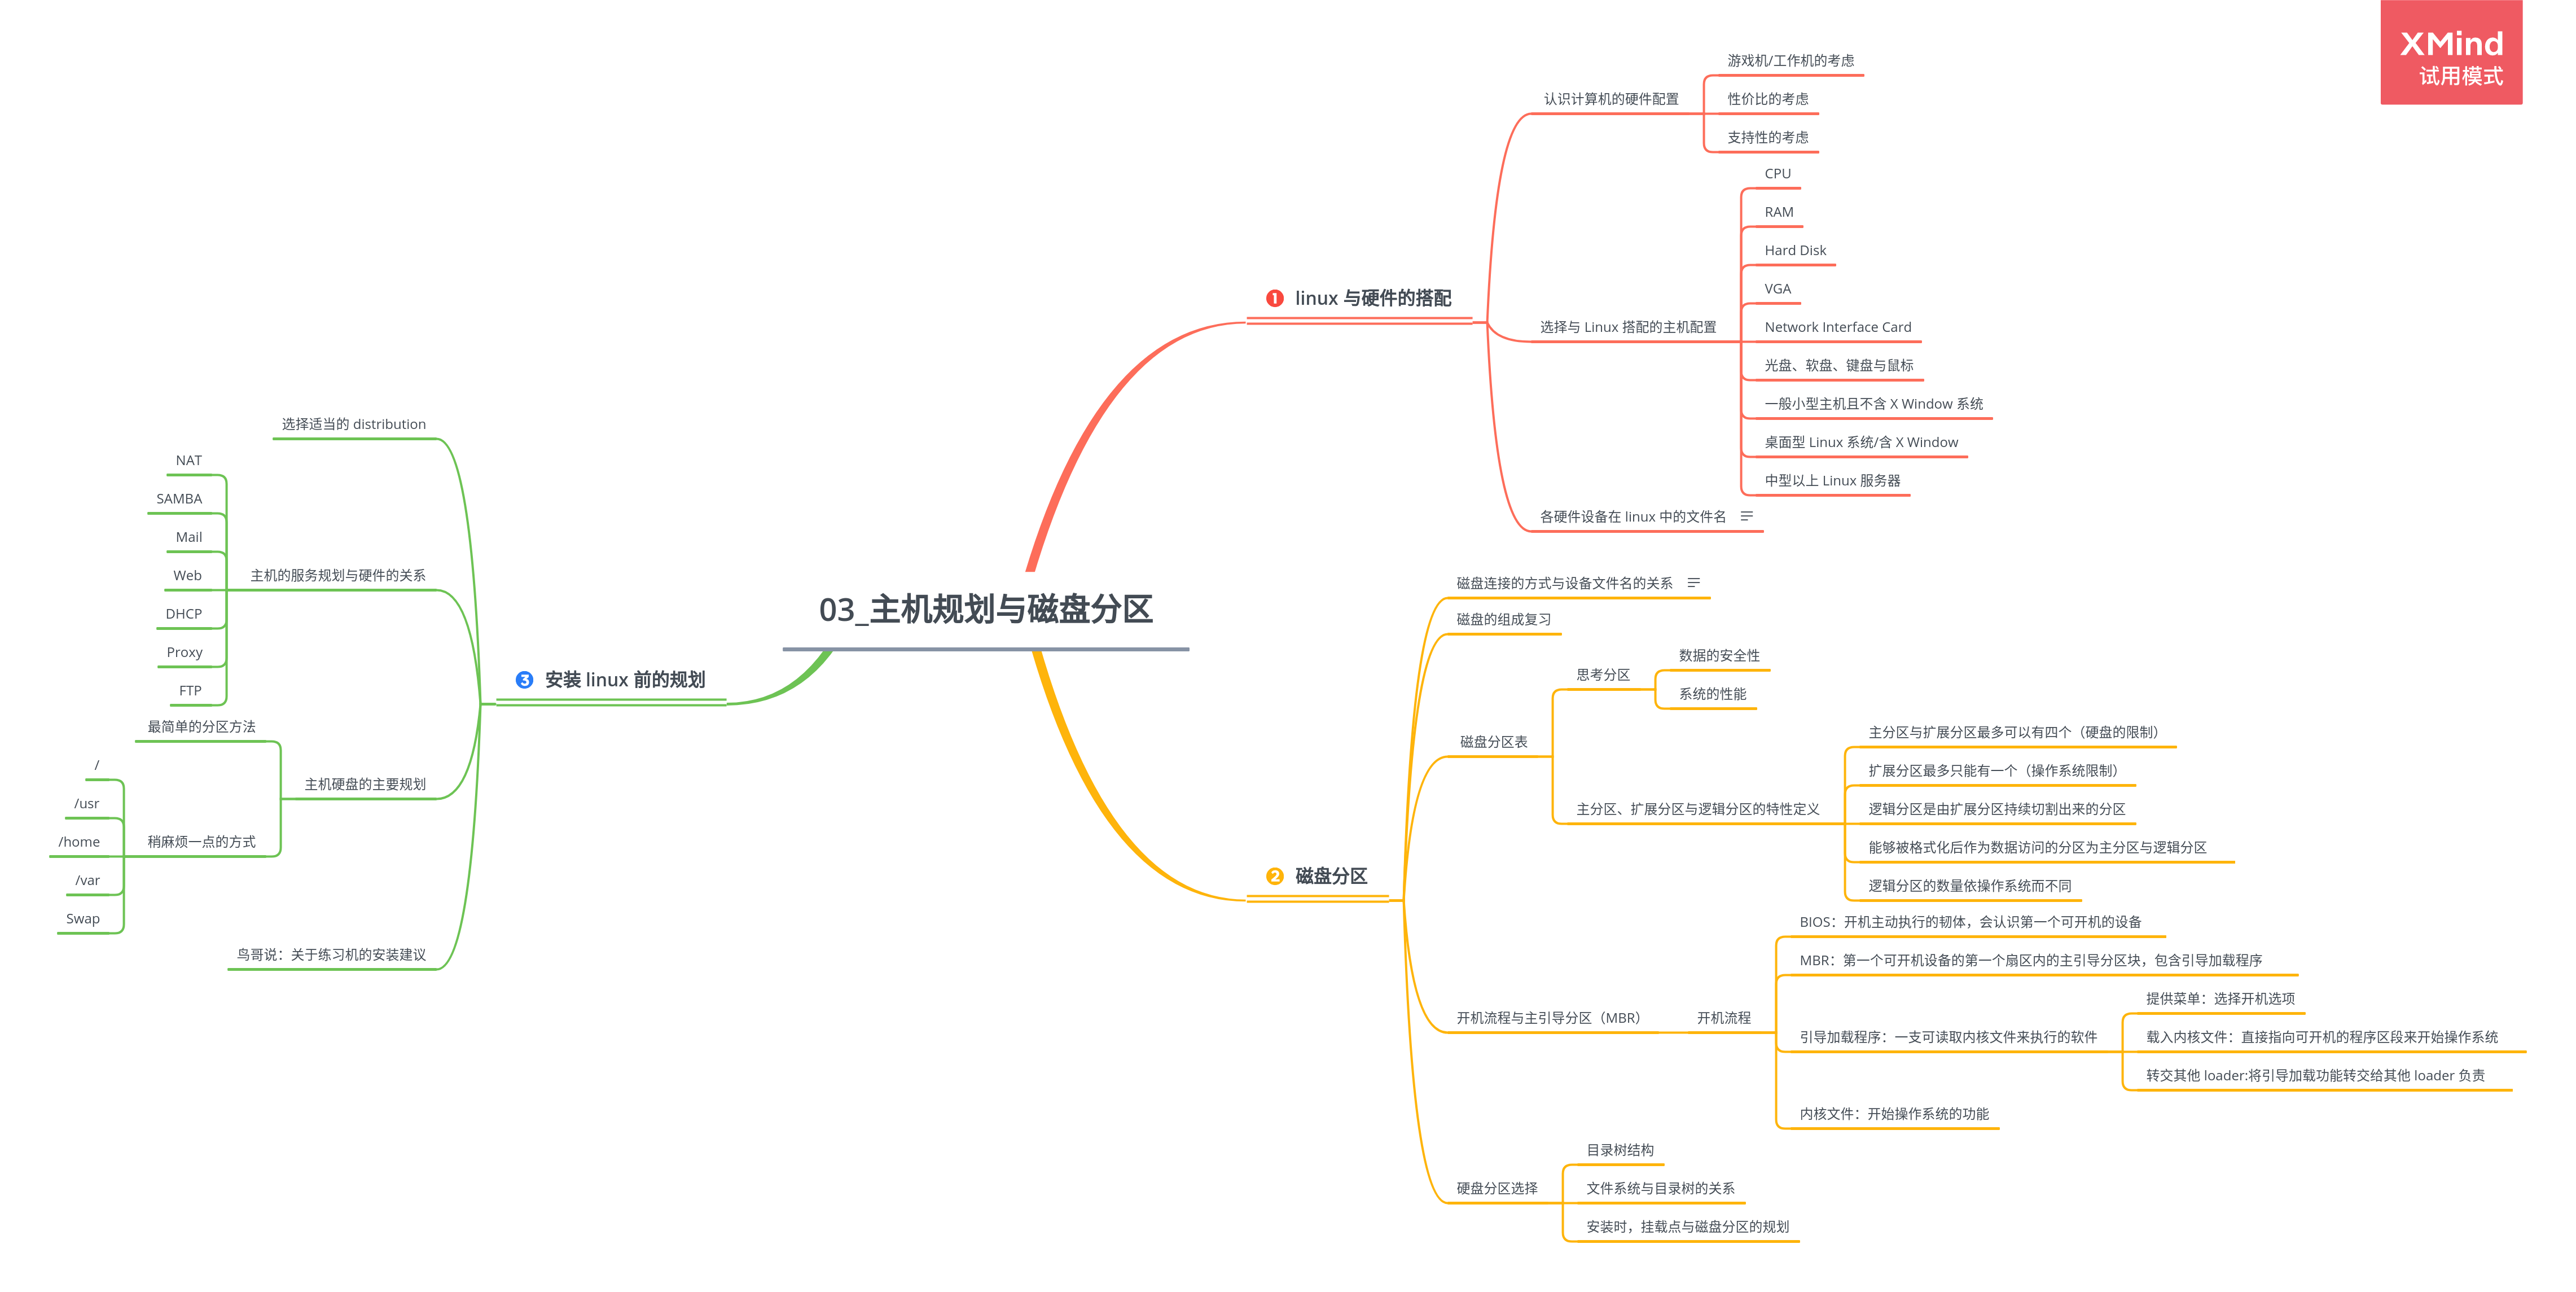 XMind
试用模式
03_主机规划与磁盘分区
1 linux 与硬件的搭配
认识计算机的硬件配置
游戏机/工作机的考虑
性价比的考虑
支持性的考虑
选择与 Linux 搭配的主机配置
CPU
RAM
Hard Disk
VGA
Network Interface Card
光盘、软盘、键盘与鼠标
一般小型主机且不含 X Window 系统
桌面型 Linux 系统/含 X Window
中型以上 Linux 服务器
各硬件设备在 linux 中的文件名
2 磁盘分区
磁盘连接的方式与设备文件名的关系
磁盘的组成复习
磁盘分区表
思考分区
数据的安全性
系统的性能
主分区、扩展分区与逻辑分区的特性定义
主分区与扩展分区最多可以有四个（硬盘的限制）
扩展分区最多只能有一个（操作系统限制）
逻辑分区是由扩展分区持续切割出来的分区
能够被格式化后作为数据访问的分区为主分区与逻辑分区
逻辑分区的数量依操作系统而不同
开机流程与主引导分区（MBR）
开机流程
BIOS：开机主动执行的韧体，会认识第一个可开机的设备
MBR：第一个可开机设备的第一个扇区内的主引导分区块，包含引导加载程序
引导加载程序：一支可读取内核文件来执行的软件
提供菜单：选择开机选项
载入内核文件：直接指向可开机的程序区段来开始操作系统
转交其他 loader:将引导加载功能转交给其他 loader 负责
内核文件：开始操作系统的功能
硬盘分区选择
目录树结构
文件系统与目录树的关系
安装时，挂载点与磁盘分区的规划
3 安装 linux 前的规划
选择适当的 distribution
主机的服务规划与硬件的关系
NAT
SAMBA
Mail
Web
DHCP
Proxy
FTP
主机硬盘的主要规划
最简单的分区方法
稍麻烦一点的方式
/
/usr
/home
/var
Swap
鸟哥说：关于练习机的安装建议